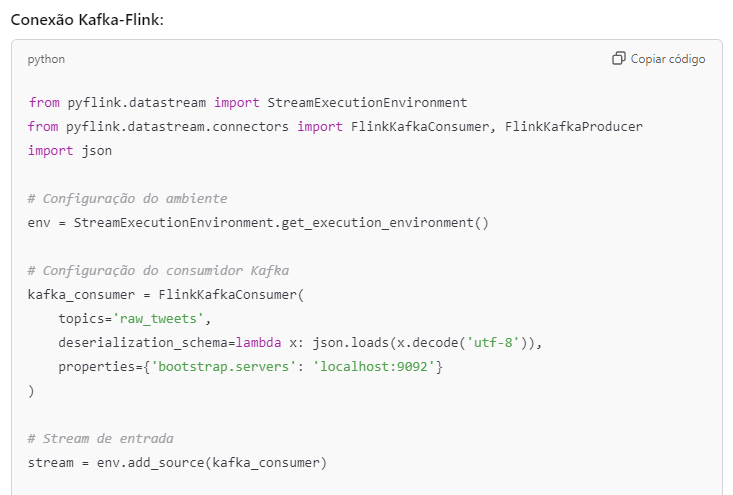 Conexão Kafka-Flink:
python
Copiar código
from pyflink.datastream import StreamExecutionEnvironment
from pyflink.datastream.connectors import FlinkKafkaConsumer, FlinkKafkaProducer
import json
# Configuração do ambiente
env = StreamExecutionEnvironment.get_execution_environment()
# Configuração do consumidor Kafka
kafka_consumer = FlinkKafkaConsumer(
    topics='raw_tweets',
    deserialization_schema=lambda x: json.loads(x.decode('utf-8')),
    properties={'bootstrap.servers': 'localhost:9092'}
)
# Stream de entrada
stream = env.add_source(kafka_consumer)